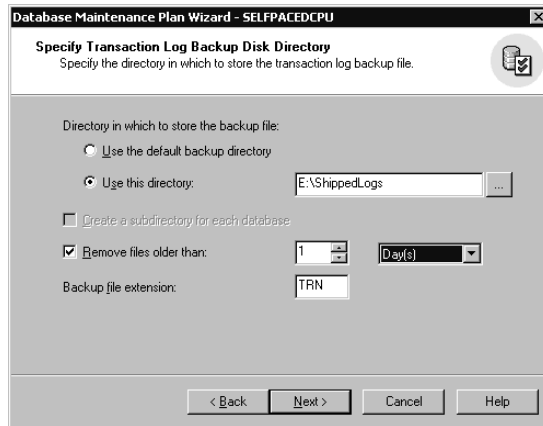 Database Maintenance Plan Wizard - SELFPACEDCPU
Specify Transaction Log Backup Disk Directory
Specify the directory in which to store the transaction log backup file.
Directory in which to store the backup file:
Use the default backup directory
Use this directory: E:\ShippedLogs ...
Create a subdirectory for each database
Remove files older than: 1 Day(s)
Backup file extension: TRN
< Back Next > Cancel Help